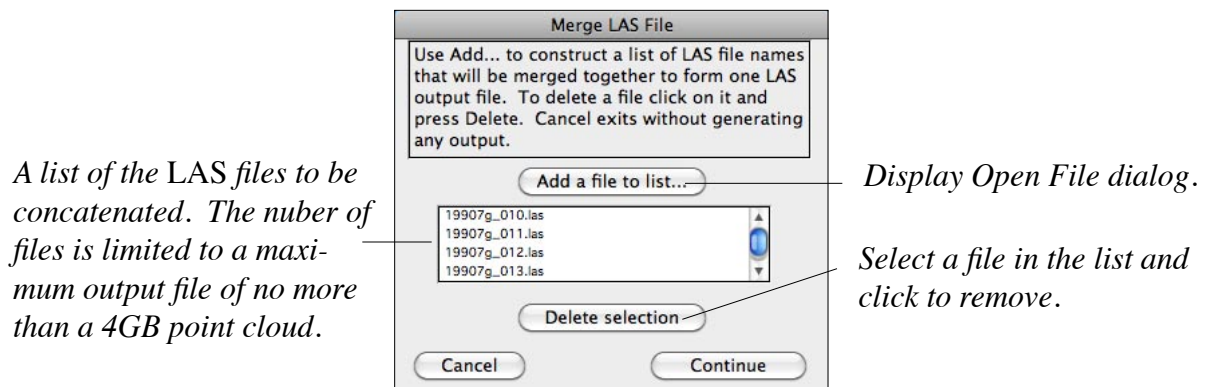 Merge LAS File
Use Add... to construct a list of LAS file names
that will be merged together to form one LAS
output file.  To delete a file click on it and
press Delete.  Cancel exits without generating
any output.
A list of the LAS files to be
concatenated.  The nuber of
files is limited to a maxi-
mum output file of no more
than a 4GB point cloud.
Add a file to list...
Display Open File dialog.
19907g_010.las
19907g_011.las
19907g_012.las
19907g_013.las
Select a file in the list and
click to remove.
Delete selection
Cancel
Continue